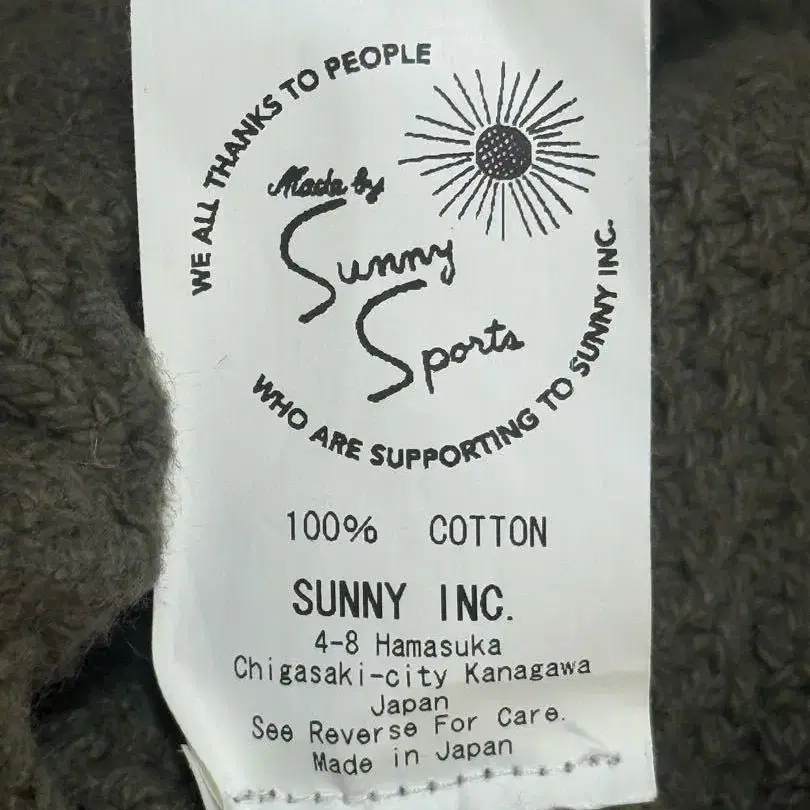 WE ALL THANKS TO PEOPLE
Made by
Sunny
Sports
WHO ARE SUPPORTING TO SUNNY INC.
100% COTTON
SUNNY INC.
4-8 Hamasuka
Chigasaki-city Kanagawa
Japan
See Reverse For Care.
Made in Japan